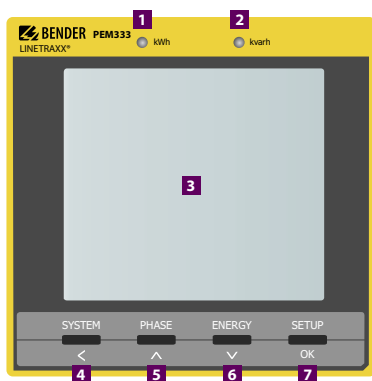 1 2
BENDER PEM333 kWh kvarh
LINETRAXX®
3
SYSTEM PHASE ENERGY SETUP
< ∧ ∨ OK
4 5 6 7